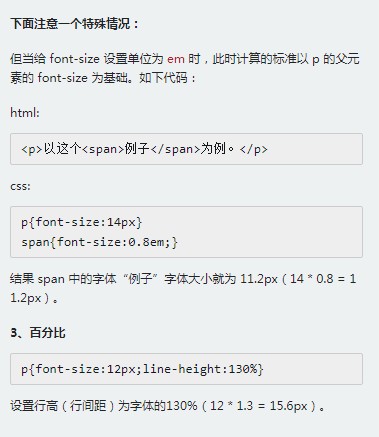 下面注意一个特殊情况：
但当给 font-size 设置单位为 em 时，此时计算的标准以 p 的父元
素的 font-size 为基础。如下代码：
html:
<p>以这个<span>例子</span>为例。</p>
css:
p{font-size:14px}
span{font-size:0.8em;}
结果 span 中的字体“例子”字体大小就为 11.2px（14 * 0.8 = 1
1.2px）。
3、百分比
p{font-size:12px;line-height:130%}
设置行高（行间距）为字体的130%（12 * 1.3 = 15.6px）。